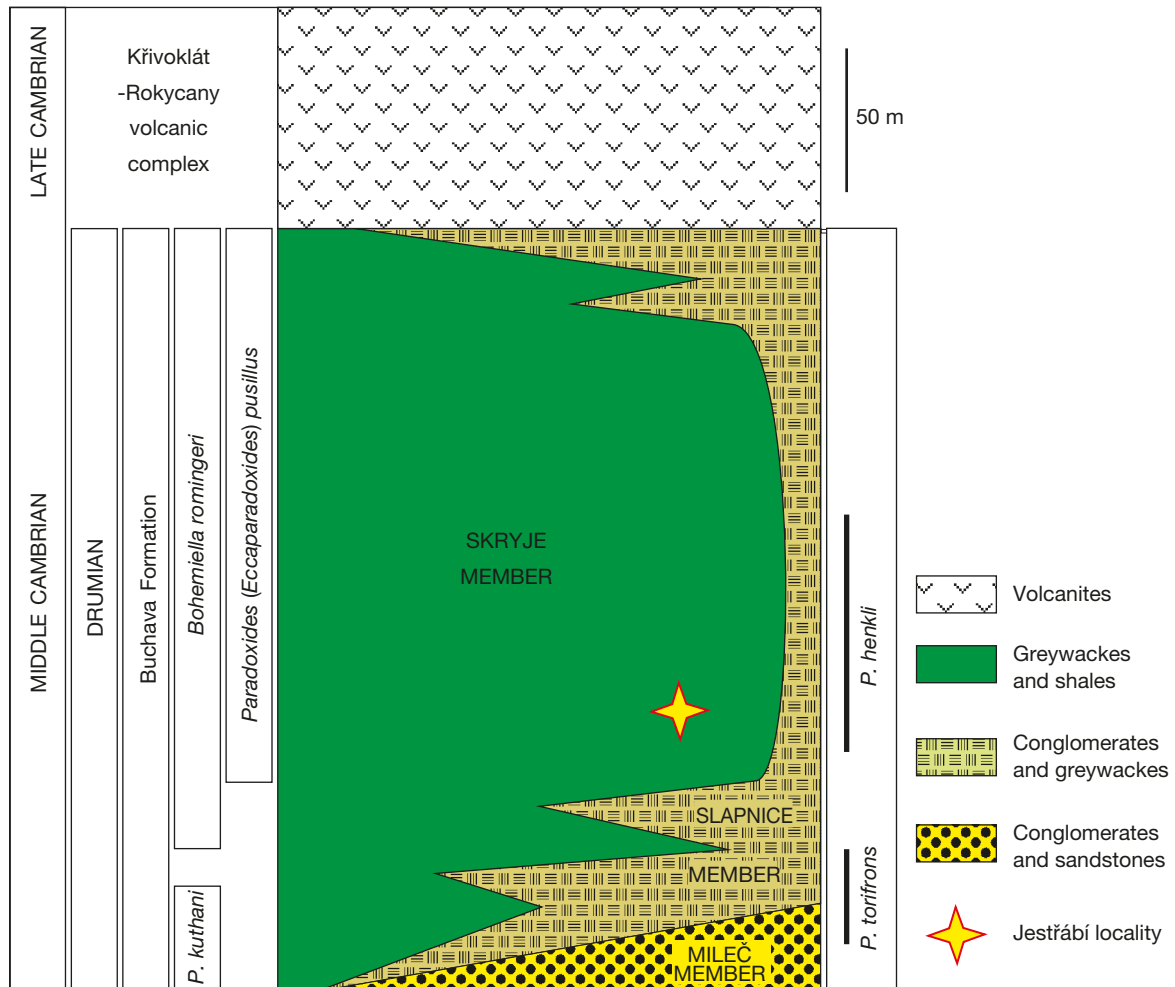 LATE CAMBRIAN
Křivoklát
-Rokycany
volcanic
complex
50 m
MIDDLE CAMBRIAN
DRUMIAN
Buchava Formation
Bohemiella romingeri
P. kuthani
Paradoxides (Eccaparadoxides) pusillus
SKRYJE
MEMBER
SLAPNICE
MEMBER
MILEČ
MEMBER
P. henkli
P. torifrons
Volcanites
Greywackes
and shales
Conglomerates
and greywackes
Conglomerates
and sandstones
Jestřábí locality